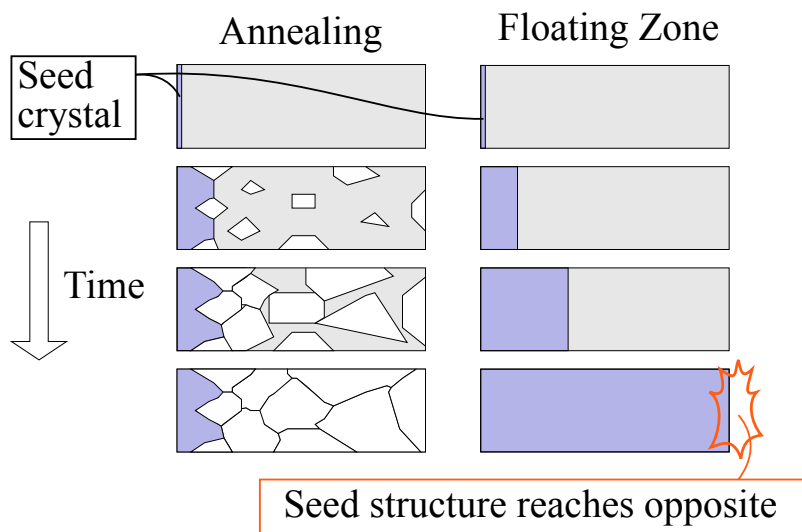 Annealing
Floating Zone
Seed
crystal
Time
Seed structure reaches opposite